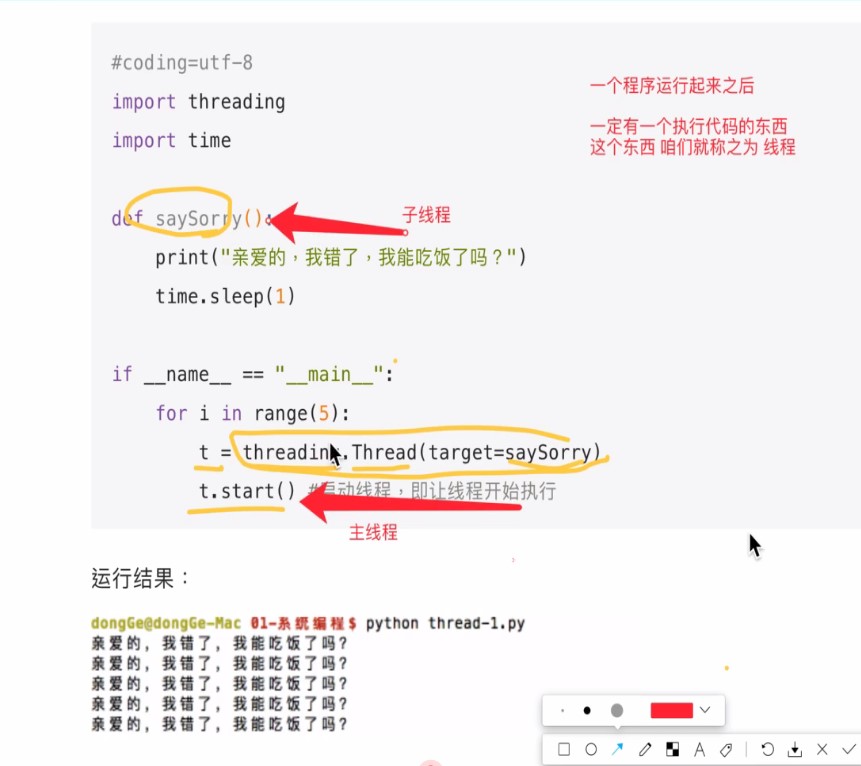 #coding=utf-8
一个程序运行起来之后
import threading
一定有一个执行代码的东西
import time
这个东西 咱们就称之为 线程
def saySorry():
子线程
print("亲爱的，我错了，我能吃饭了吗？")
time.sleep(1)
if __name__ == "__main__":
for i in range(5):
t = threading.Thread(target=saySorry)
t.start() #启动线程，即让线程开始执行
主线程
运行结果：
dongGe@dongGe-Mac 01-系统编程$ python thread-1.py
亲爱的, 我错了, 我能吃饭了吗?
亲爱的, 我错了, 我能吃饭了吗?
亲爱的, 我错了, 我能吃饭了吗?
亲爱的, 我错了, 我能吃饭了吗?
亲爱的, 我错了, 我能吃饭了吗?